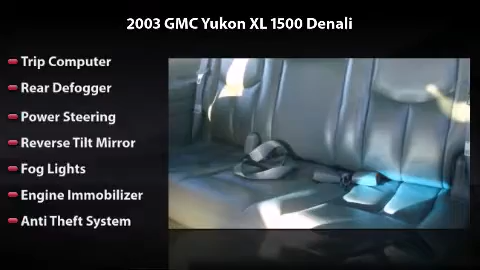 2003 GMC Yukon XL 1500 Denali
Trip Computer
Rear Defogger
Power Steering
Reverse Tilt Mirror
Fog Lights
Engine Immobilizer
Anti Theft System